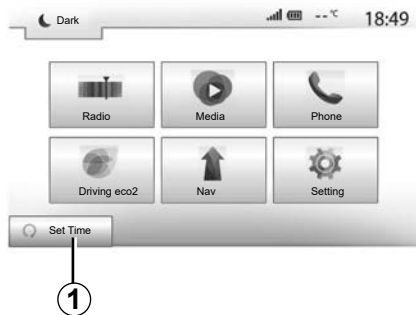 Dark
--°C 18:49
Radio Media Phone
Driving eco2 Nav Setting
Set Time
1